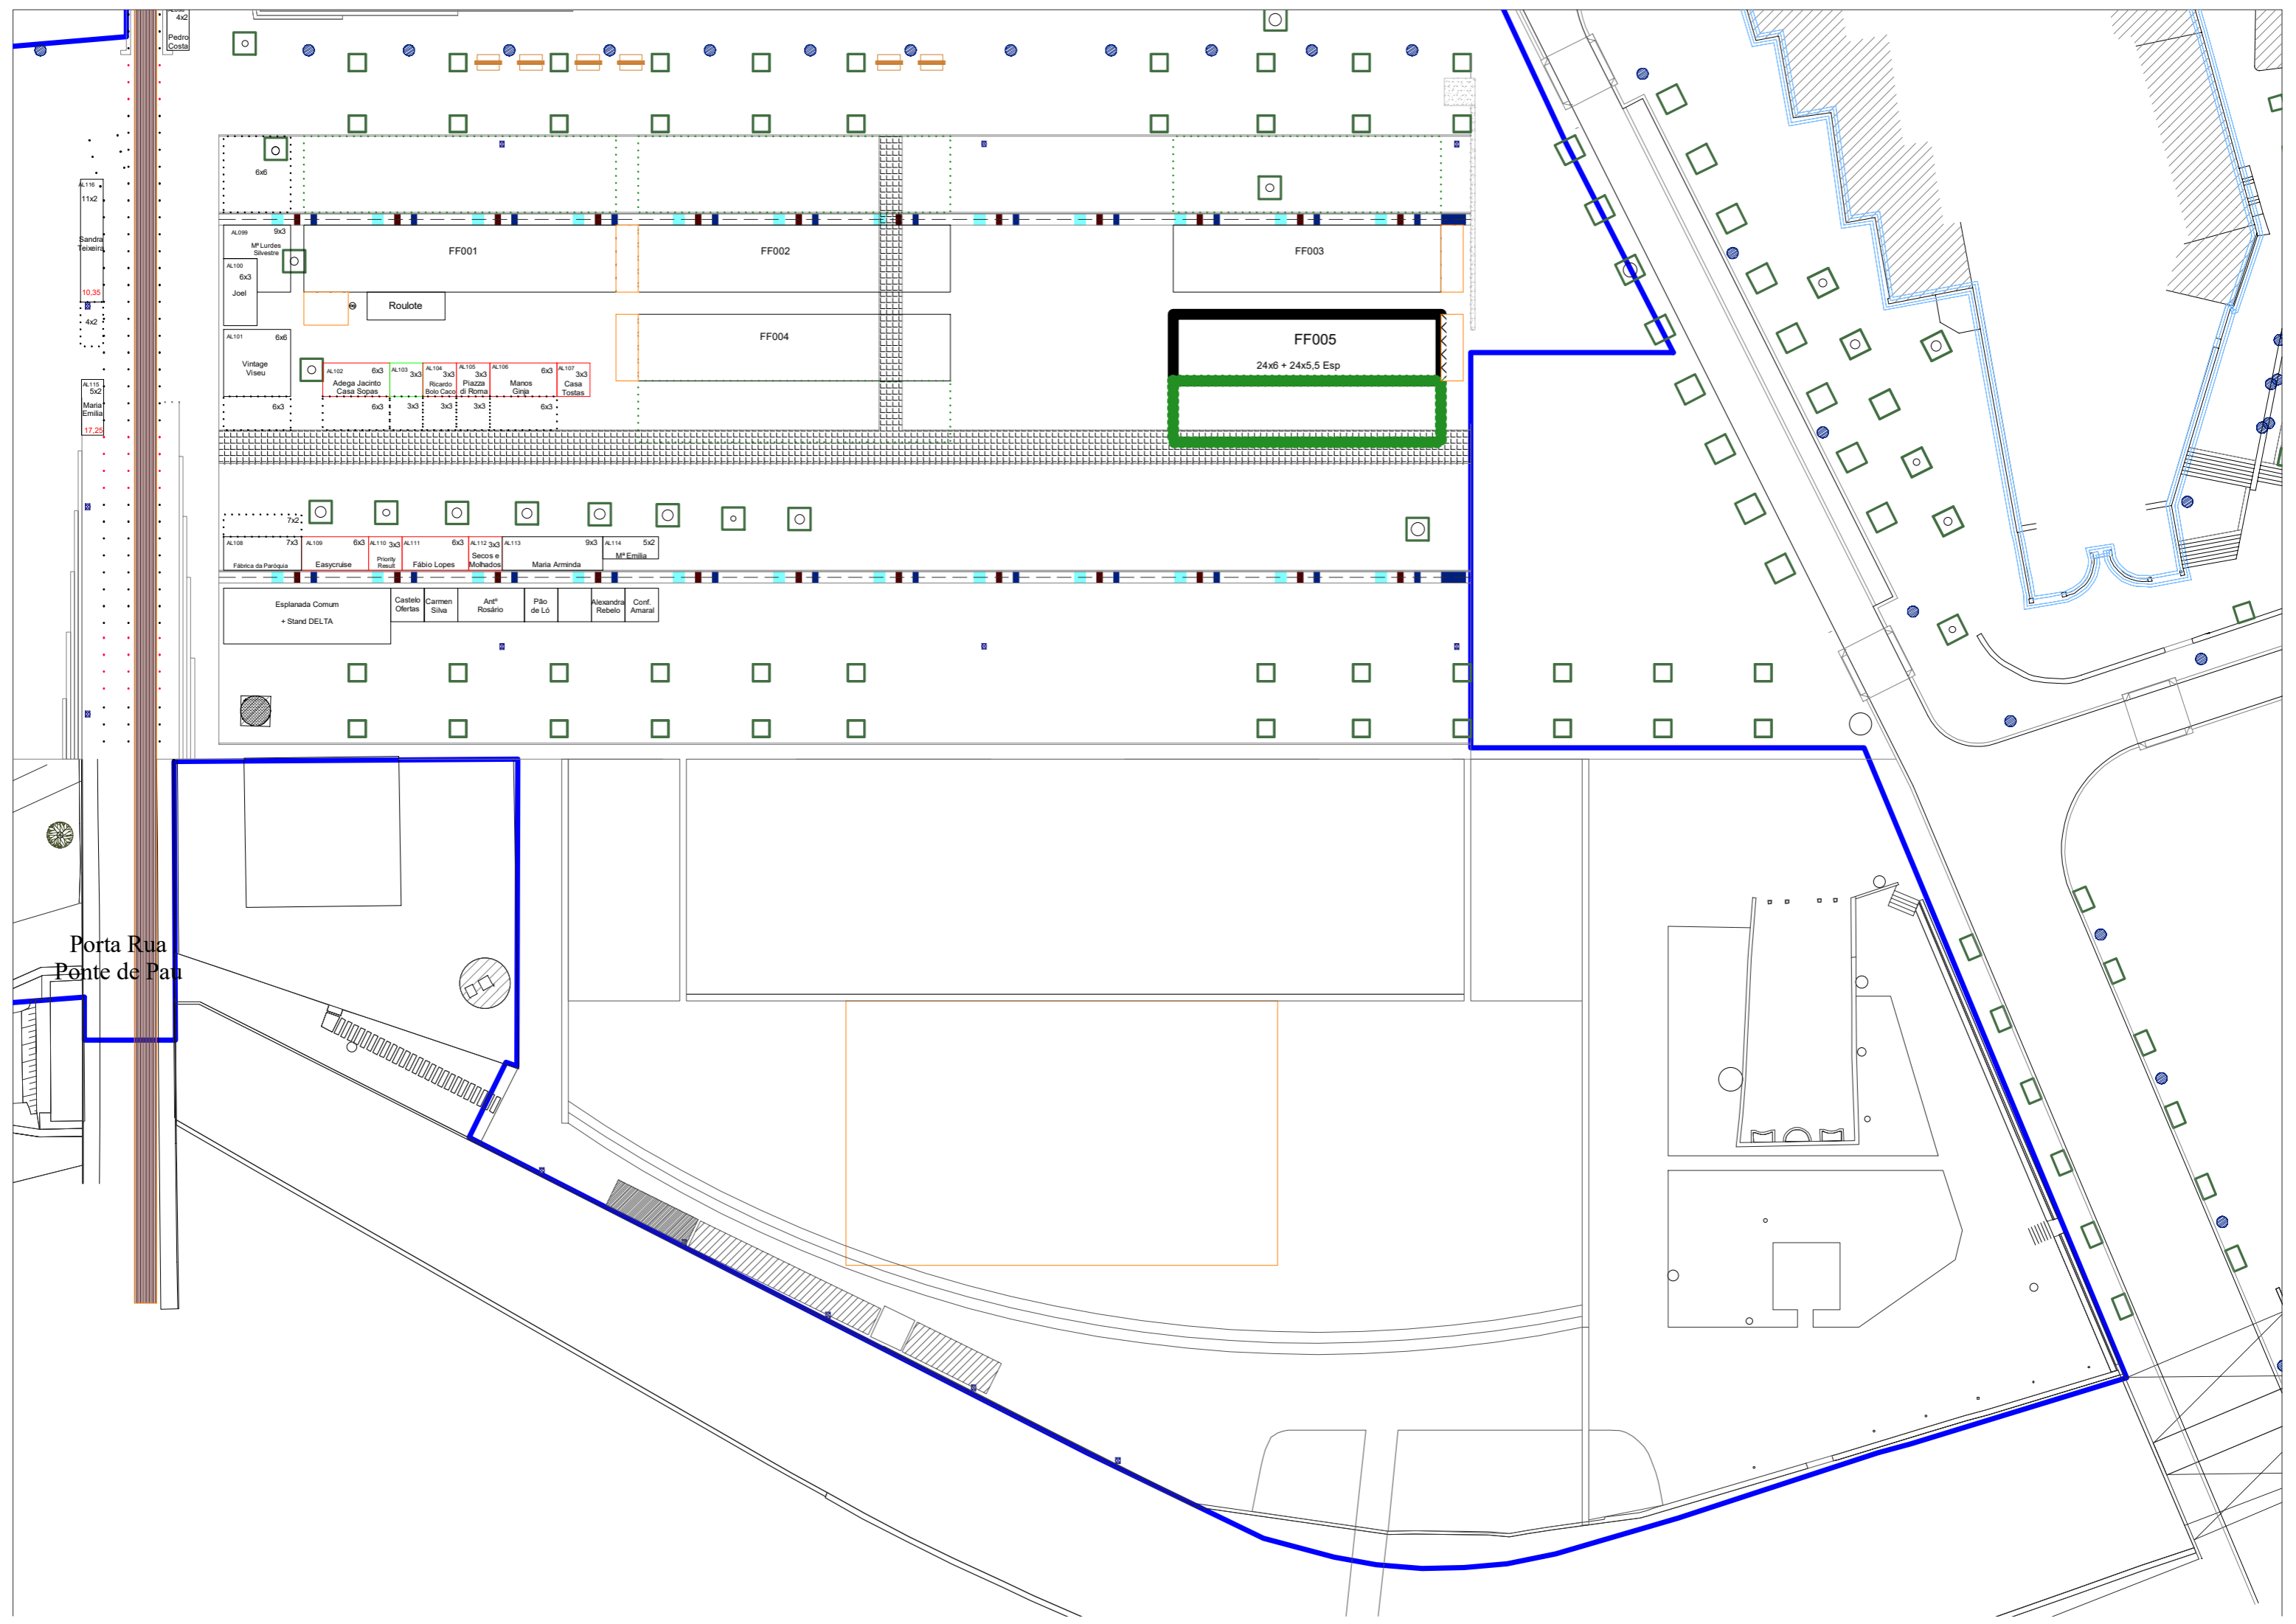 4x2
Pedro
Costa
6x6
AL116
11x2
Sandra
Teixeira
10,35
4x2
AL099 9x3
Mª Lurdes
Silvestre
AL100
6x3
Joel
FF001
FF002
FF003
Roulote
FF004
FF005
24x6 + 24x5,5 Esp
AL101 6x6
Vintage
Viseu
6x3
AL102 6x3
Adega Jacinto
Casa Sopas
6x3
AL103
3x3
3x3
AL104
3x3
Ricardo
Bolo Caco
3x3
AL105
3x3
Piazza
di Roma
3x3
AL106 6x3
Manos
Ginja
6x3
AL107
3x3
Casa
Tostas
AL115
5x2
Maria
Emilia
17,25
7x2
AL108 7x3
Fábrica da Paróquia
AL109 6x3
Easycruise
AL110 3x3
Priority
Result
AL111 6x3
Fábio Lopes
AL112 3x3
Secos e
Molhados
AL113 9x3
Maria Arminda
AL114 5x2
Mª Emilia
Esplanada Comum
+ Stand DELTA
Castelo
Ofertas
Carmen
Silva
Antº
Rosário
Pão
de Ló
Alexandra
Rebelo
Conf.
Amaral
Porta Rua
Ponte de Pau